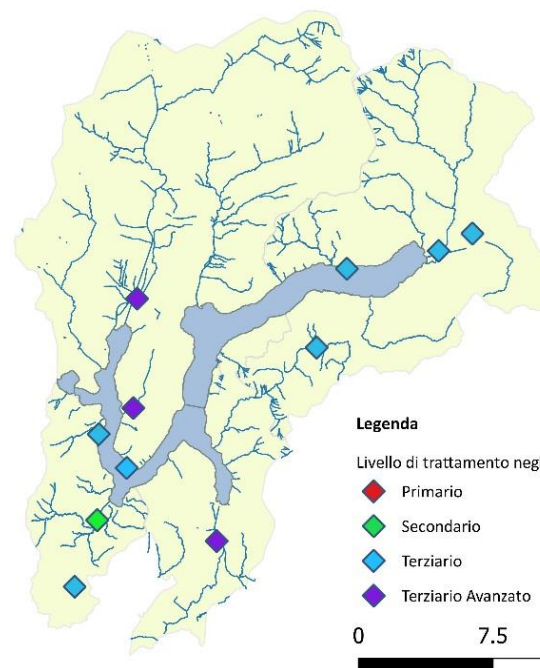 Legenda
Livello di trattamento neg
Primario
Secondario
Terziario
Terziario Avanzato
0 7.5